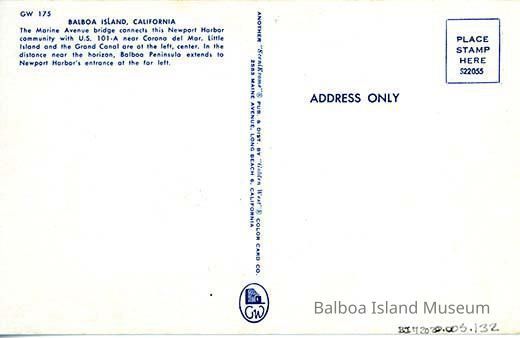 GW 175
BALBOA ISLAND, CALIFORNIA
The Marine Avenue bridge connects this Newport Harbor
community with U.S. 101-A near Corona del Mar. Little
Island and the Grand Canal are at the left, center. In the
distance near the horizon, Balboa Peninsula extends to
Newport Harbor's entrance at the far left.
ANOTHER "SceniKrome"® PUB. & DIST. BY "Golden West"® COLOR CARD CO.
2583 MAINE AVENUE, LONG BEACH 6, CALIFORNIA
GW
PLACE
STAMP
HERE
S22055
ADDRESS ONLY
Balboa Island Museum